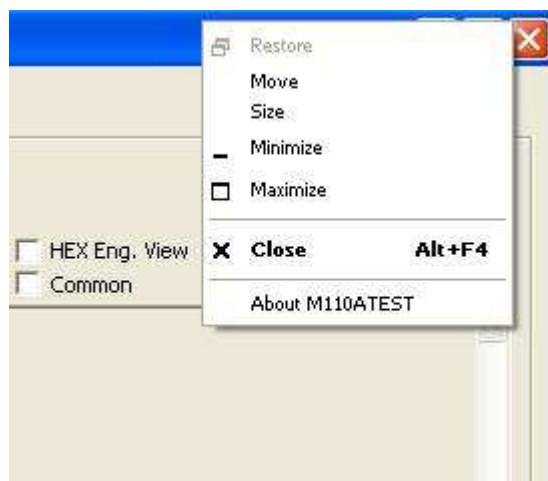 Restore
Move
Size
Minimize
Maximize
HEX Eng. View
Close Alt+F4
Common
About M110ATEST